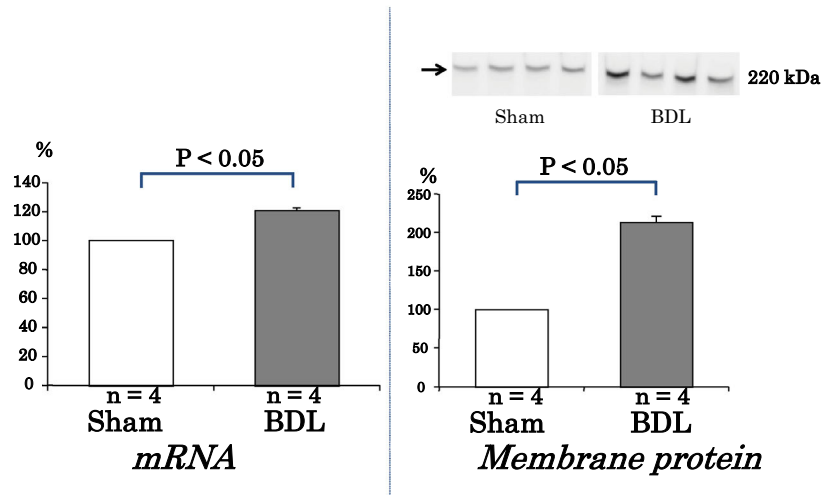 %
P < 0.05
140
120
100
80
60
40
20
0
n = 4
n = 4
Sham
BDL
mRNA
220 kDa
Sham
BDL
%
P < 0.05
250
200
150
100
50
0
n = 4
n = 4
Sham
BDL
Membrane protein